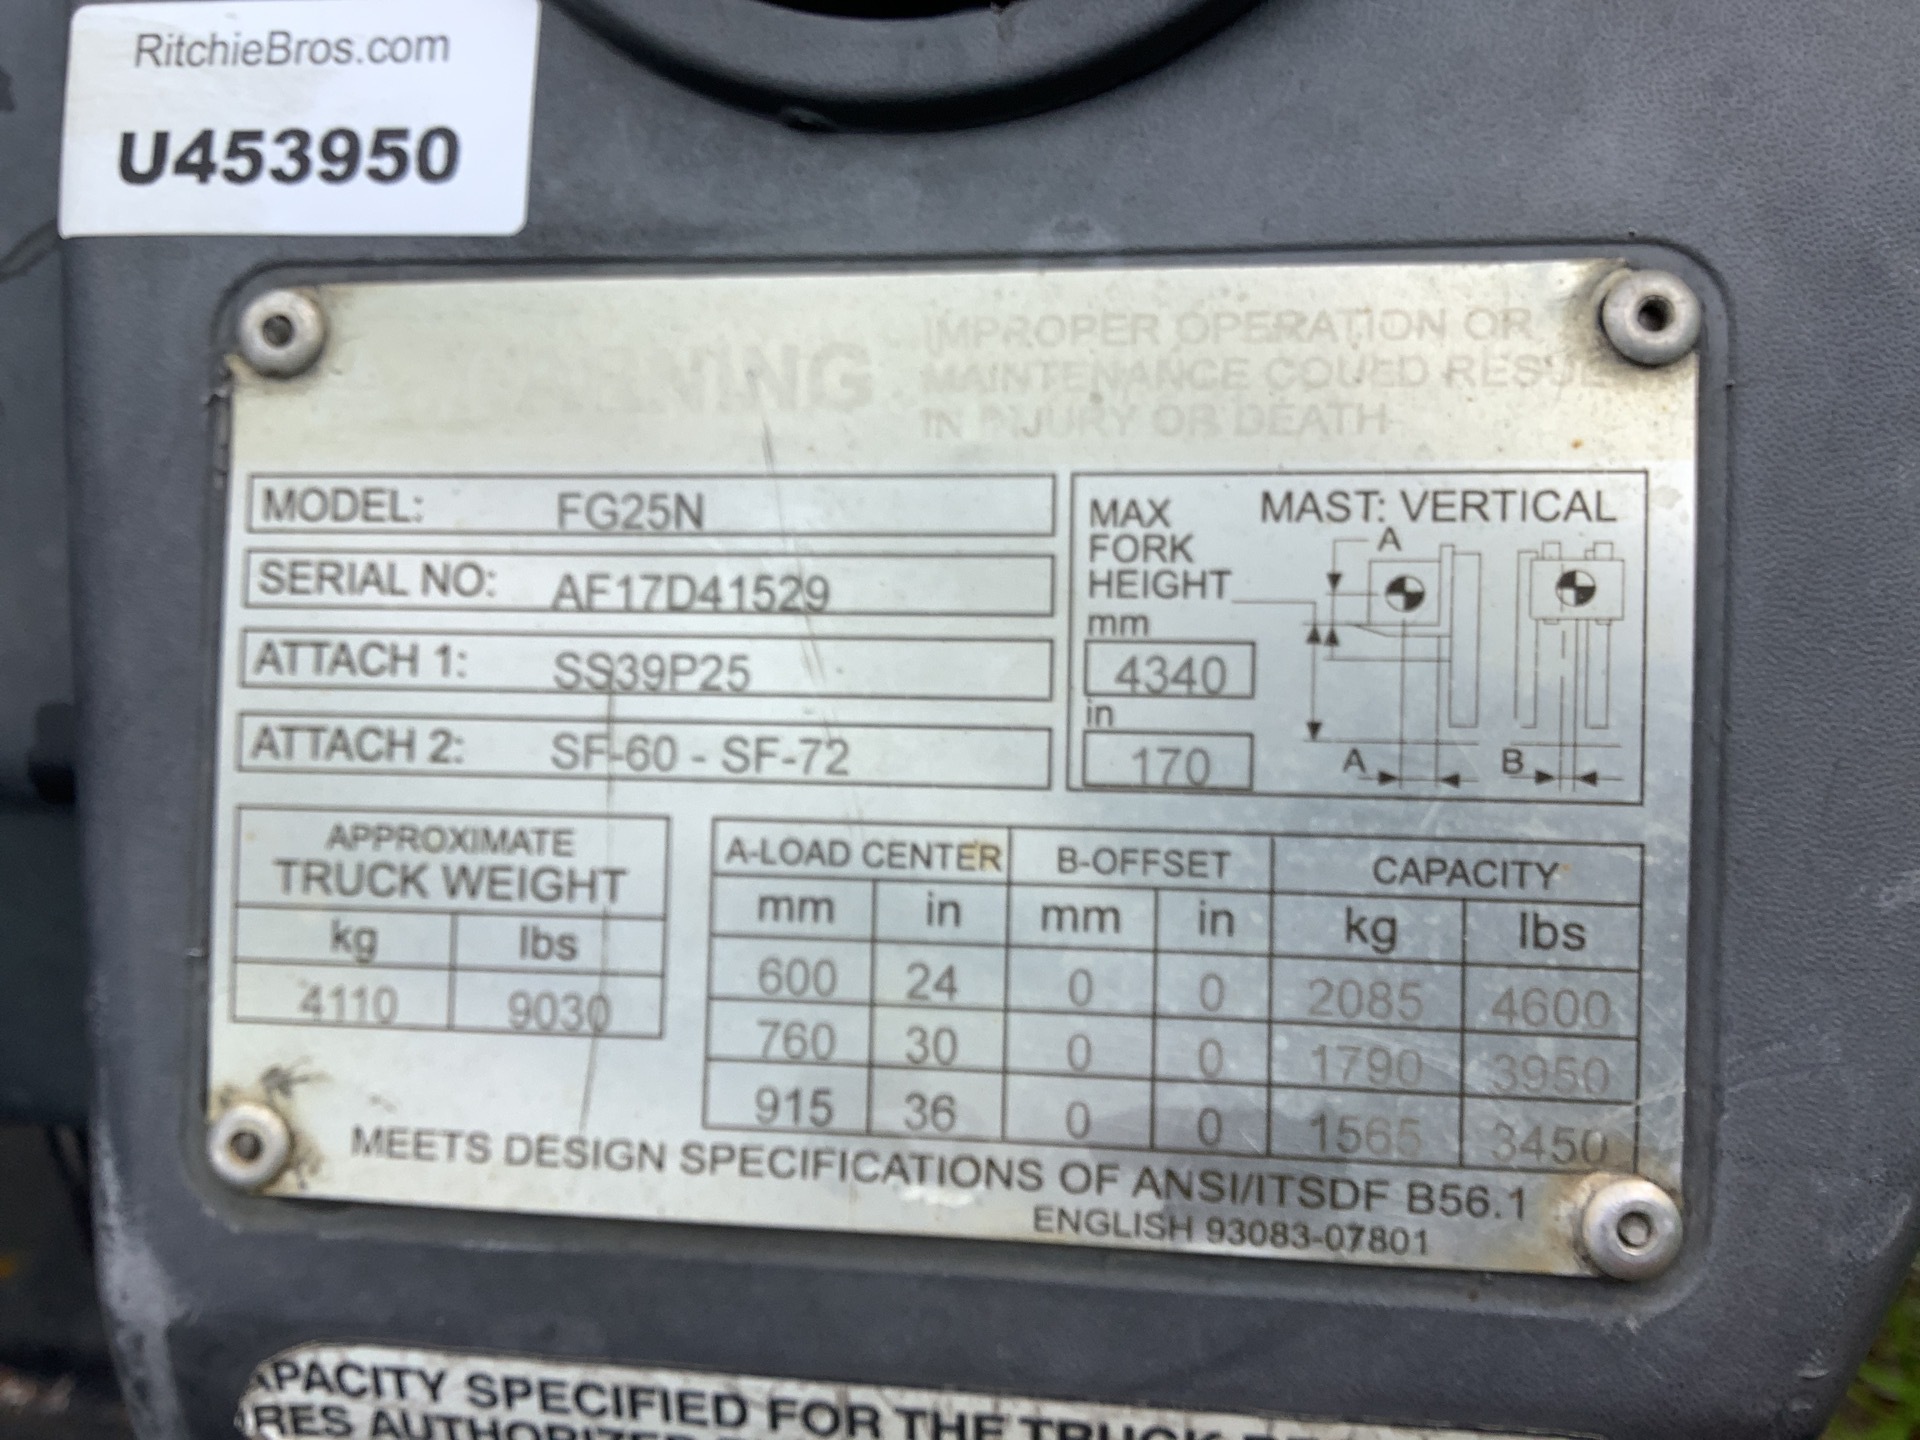 RitchieBros.com
U453950
WARNING
IMPROPER OPERATION OR
MAINTENANCE COULD RESULT
IN INJURY OR DEATH
MODEL: FG25N
SERIAL NO: AF17D41529
ATTACH 1: SS39P25
ATTACH 2: SF-60 - SF-72
MAX
FORK
HEIGHT
mm
4340
in
170
MAST: VERTICAL
A
A
B
APPROXIMATE
TRUCK WEIGHT
kg lbs
4110 9030
A-LOAD CENTER B-OFFSET CAPACITY
mm in mm in kg lbs
600 24 0 0 2085 4600
760 30 0 0 1790 3950
915 36 0 0 1565 3450
MEETS DESIGN SPECIFICATIONS OF ANSI/ITSDF B56.1
ENGLISH 93083-07801
APACITY SPECIFIED FOR THE TRUCK